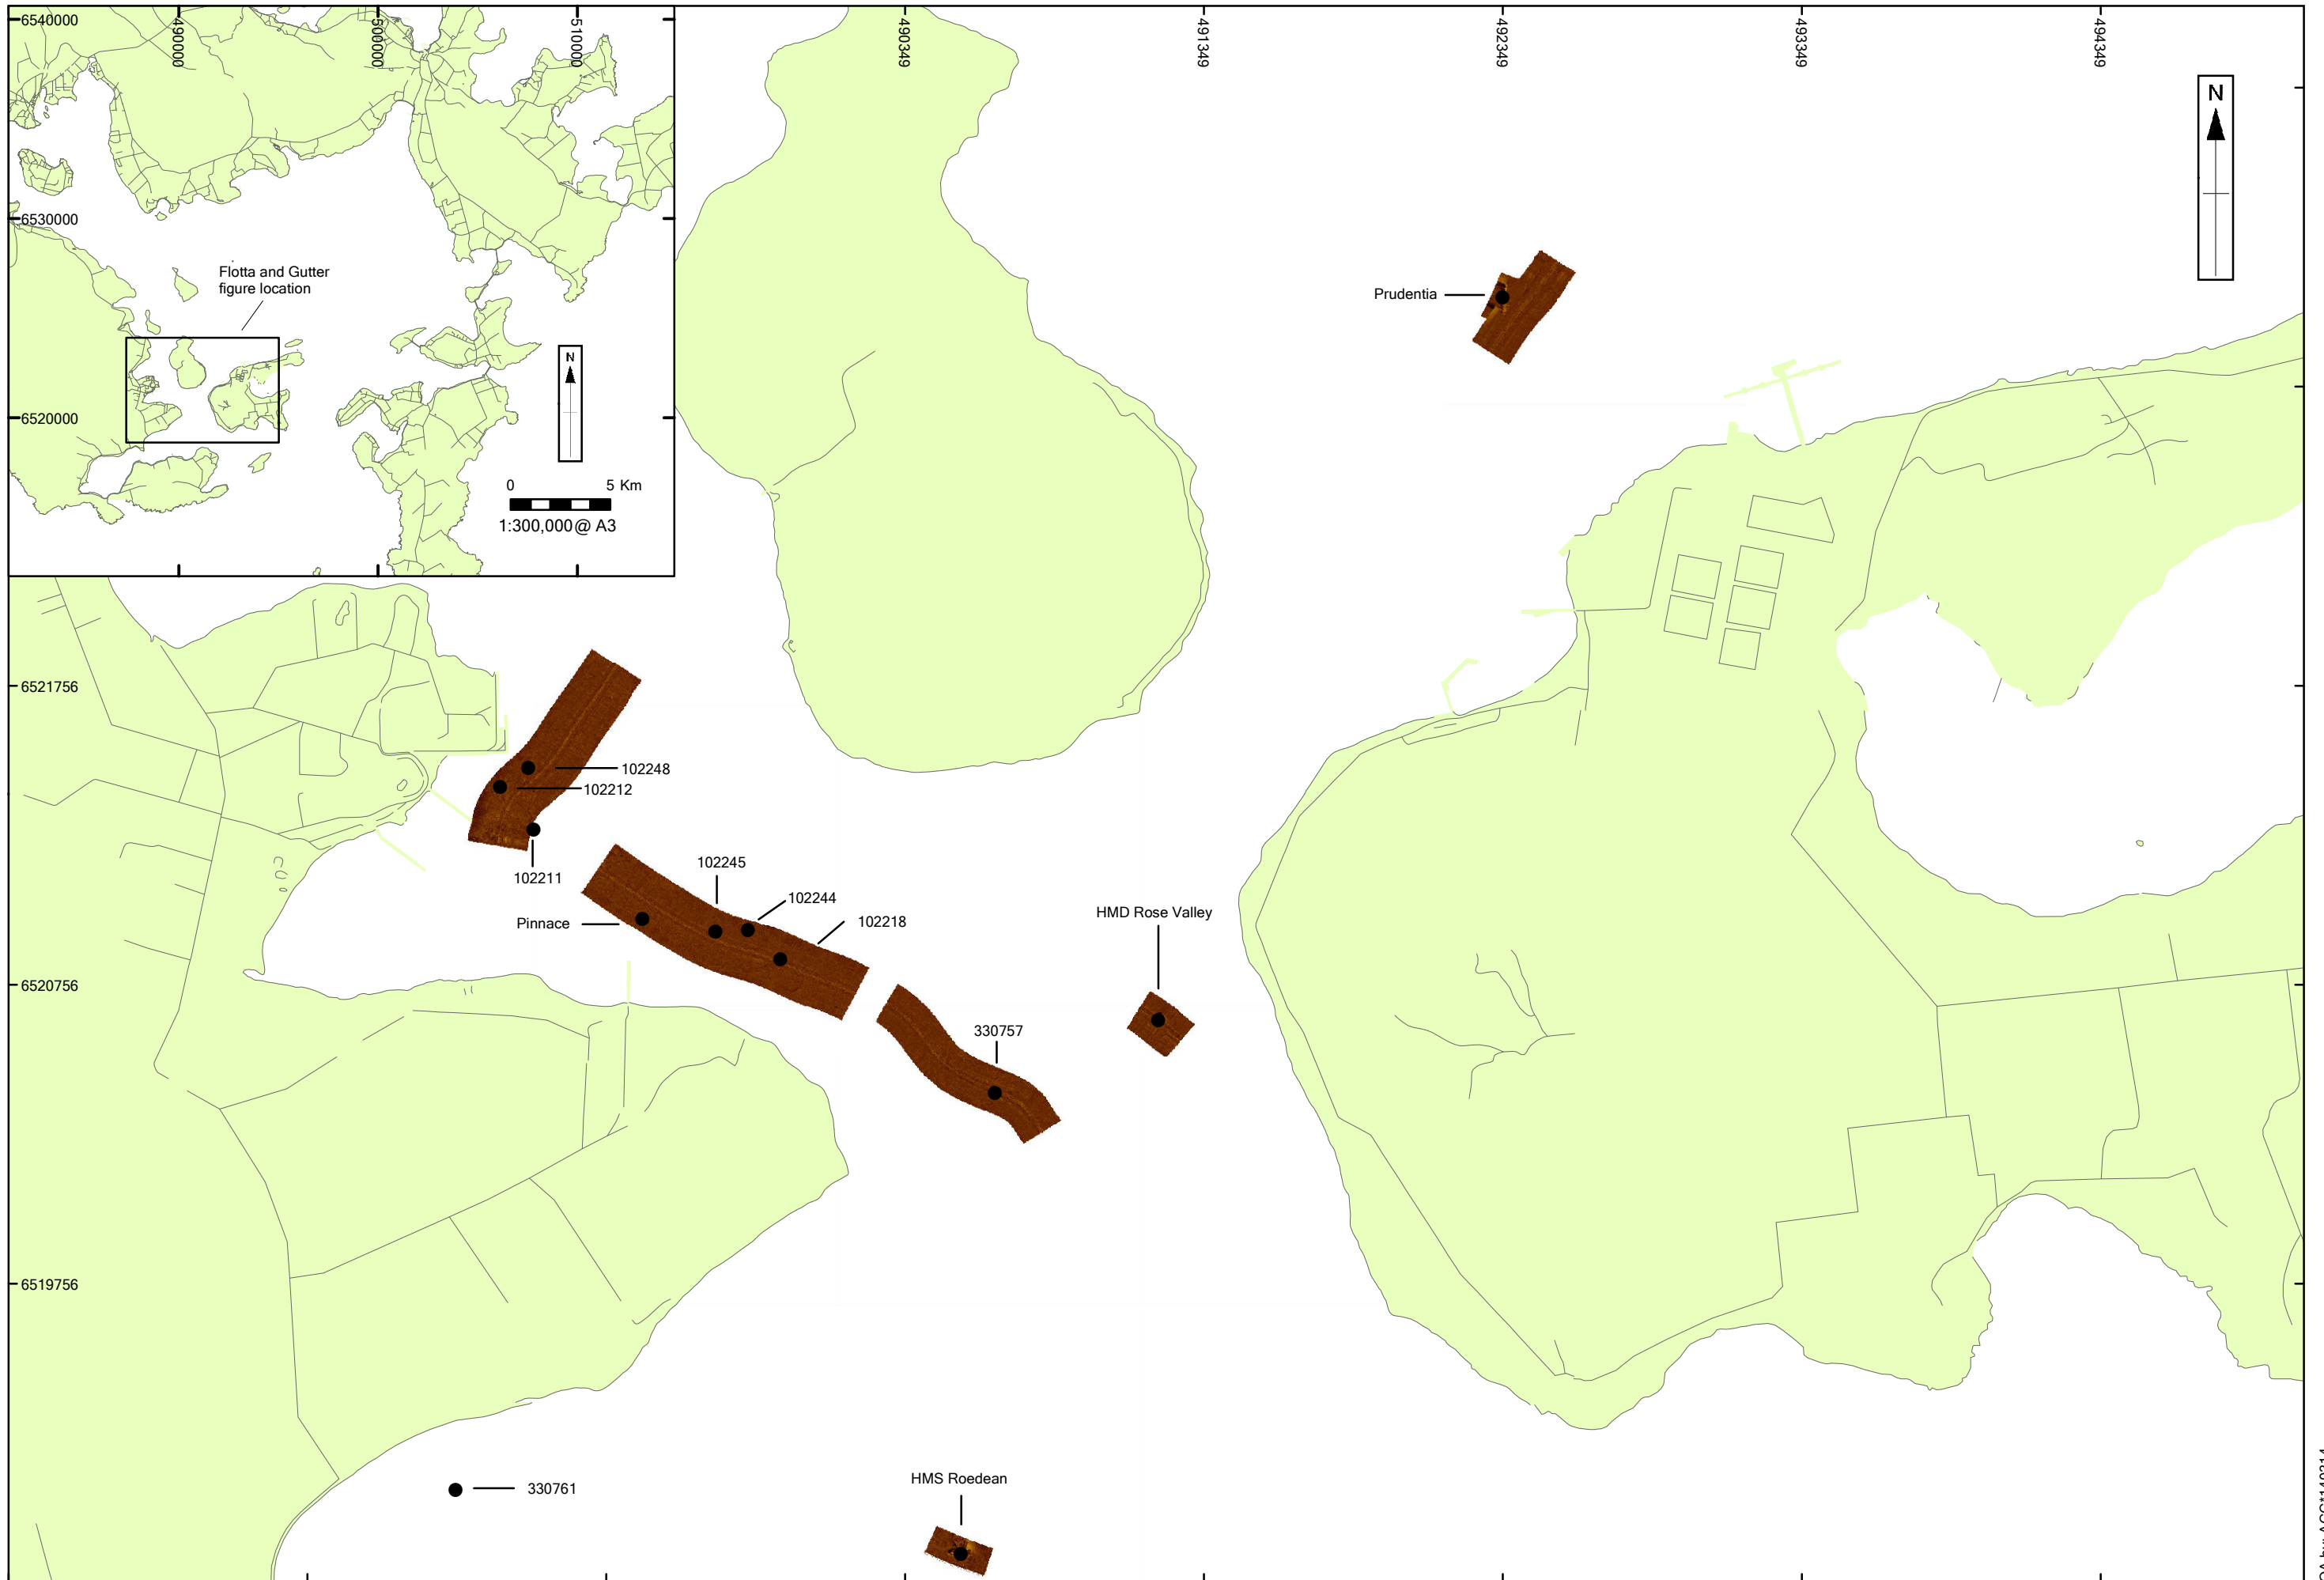 6540000
490000
500000
510000
6530000
6520000
Flotta and Gutter
figure location
N
0 5 Km
1:300,000@ A3
490349
491349
492349
493349
494349
N
Prudentia
6521756
102248
102212
102211
102245
102244
102218
Pinnace
HMD Rose Valley
6520756
330757
6519756
330761
HMS Roedean